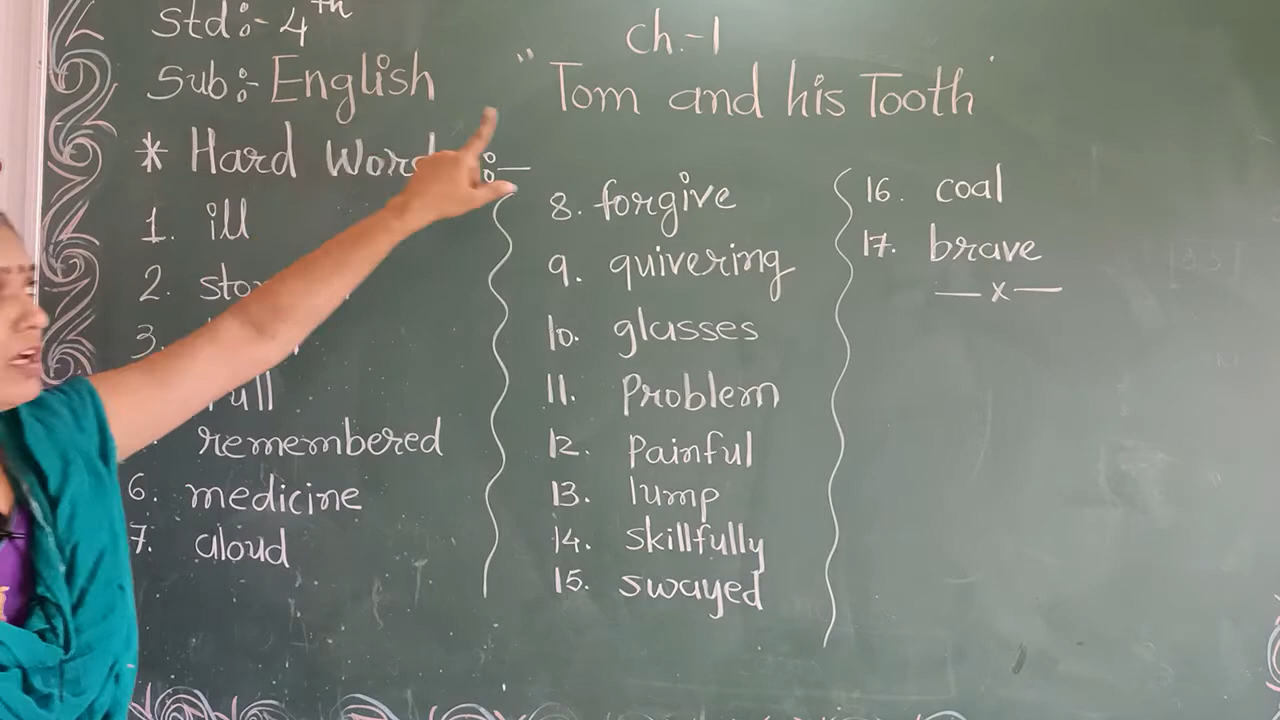 Std:- 4th
Sub:- English
Ch.-1
"Tom and his Tooth"
* Hard Word :-
1. ill
2.
3.
remembered
6. medicine
7. aloud
8. forgive
9. quivering
10. glasses
11. Problem
12. Painful
13. lump
14. skillfully
15. swayed
16. coal
17. brave
— x —